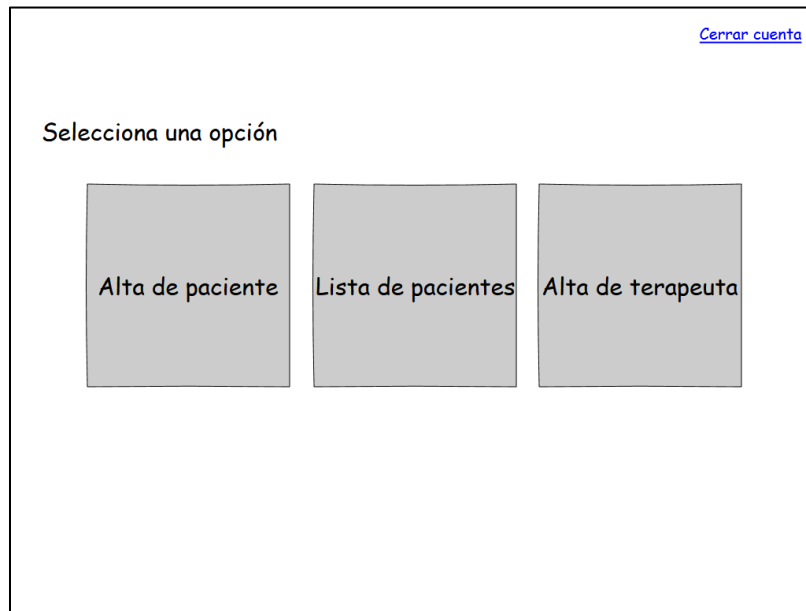 Cerrar cuenta
Selecciona una opción
Alta de paciente
Lista de pacientes
Alta de terapeuta